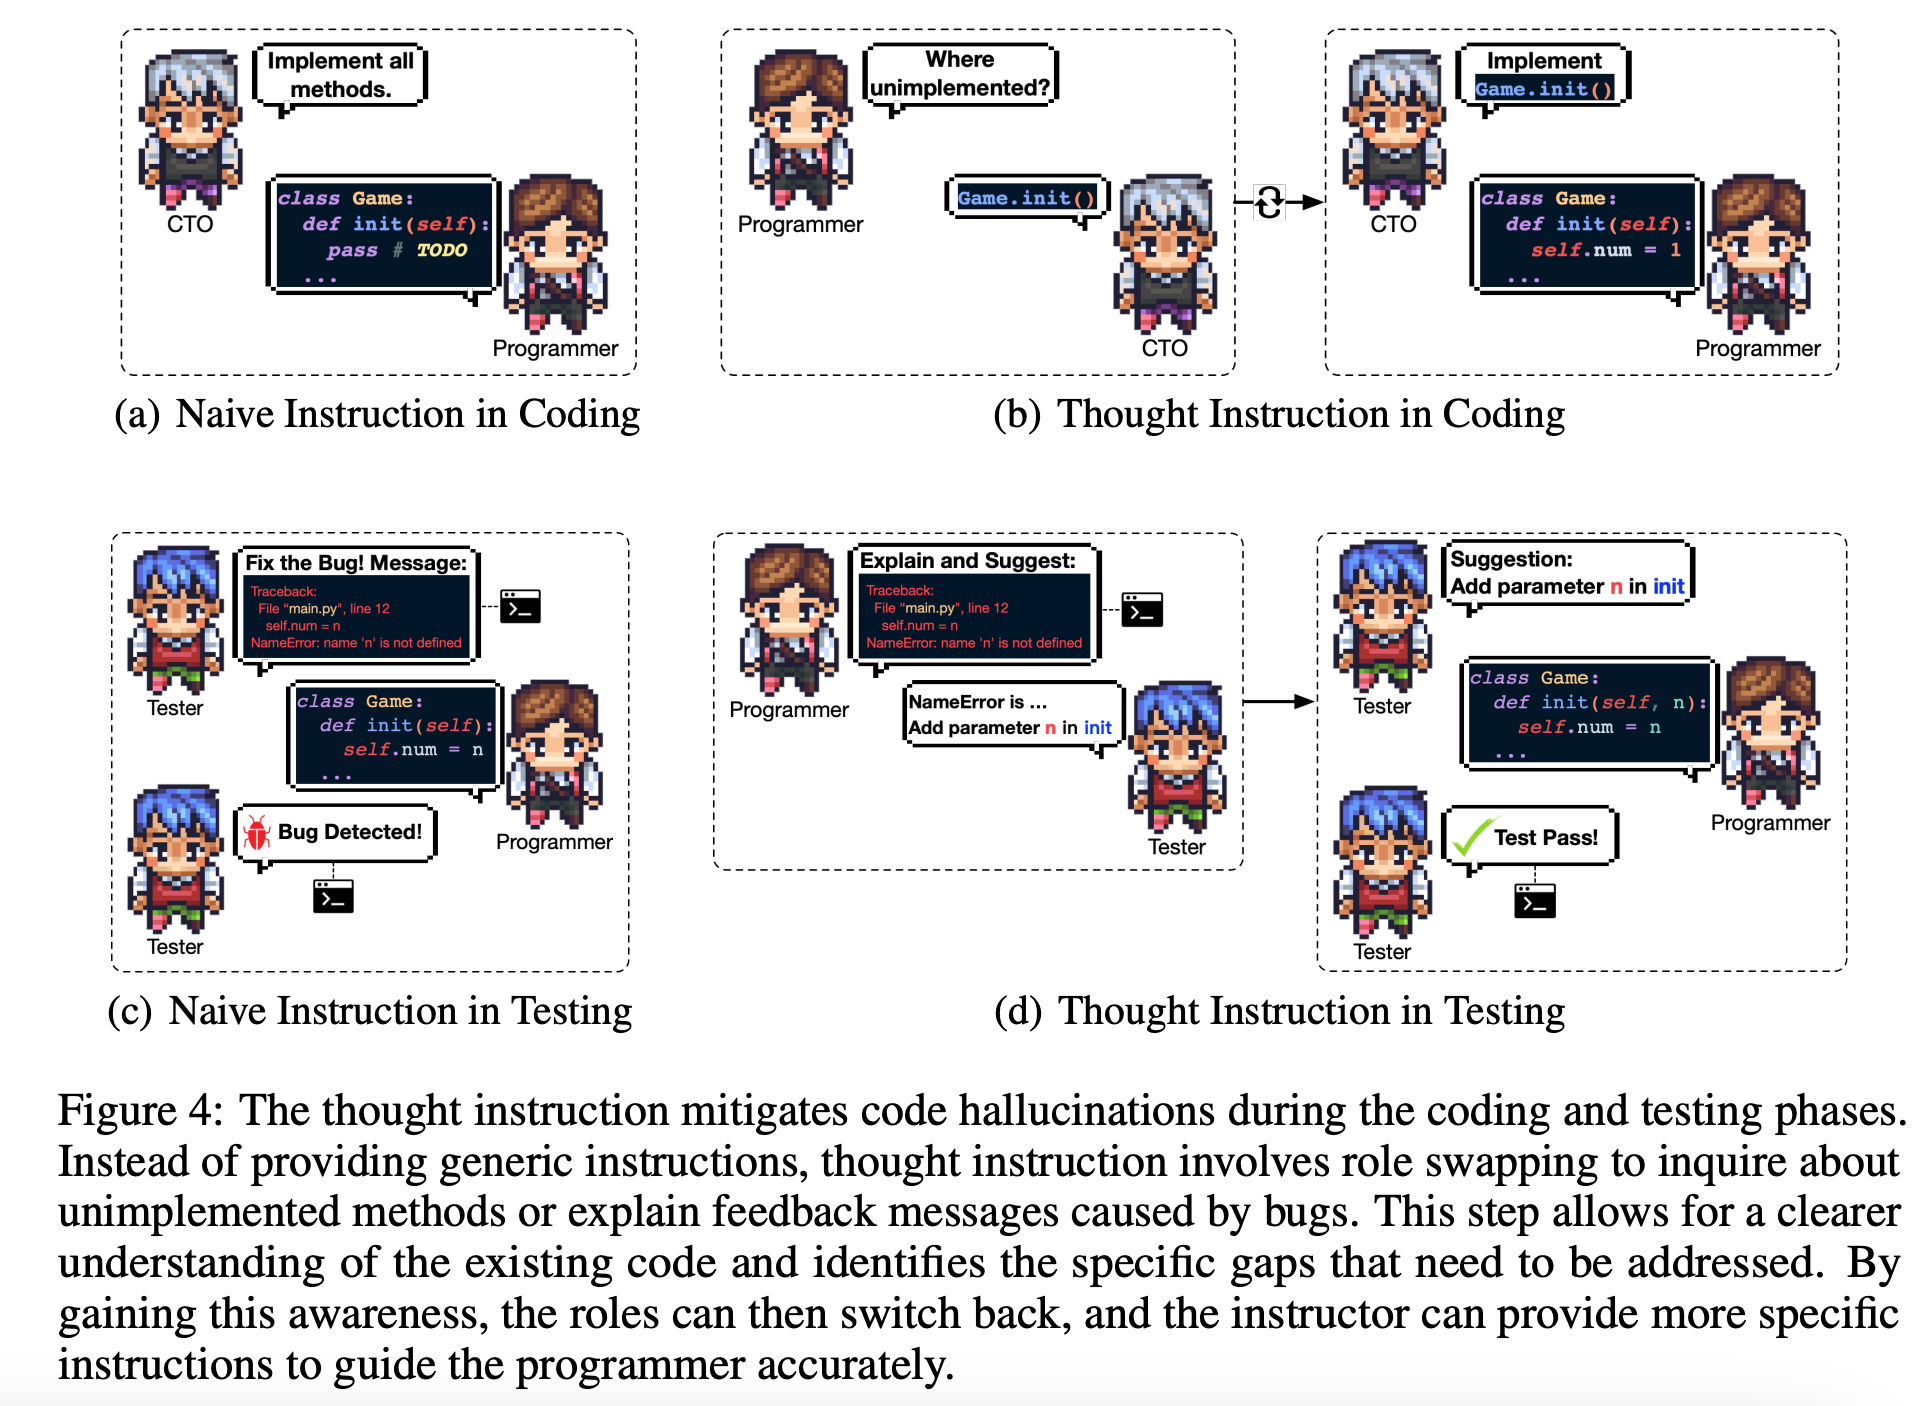 Implement all
methods.
CTO
class Game:
def init(self):
pass # TODO
...
Programmer
(a) Naive Instruction in Coding
Where
unimplemented?
Programmer
Game.init()
CTO
Implement
Game.init()
CTO
class Game:
def init(self):
self.num = 1
...
Programmer
(b) Thought Instruction in Coding
Fix the Bug! Message:
Traceback:
File “main.py”, line 12
self.num = n
NameError: name 'n' is not defined
>_
Tester
class Game:
def init(self):
self.num = n
...
Programmer
Bug Detected!
>_
Tester
(c) Naive Instruction in Testing
Explain and Suggest:
Traceback:
File “main.py”, line 12
self.num = n
NameError: name 'n' is not defined
>_
Programmer
NameError is ...
Add parameter n in init
Tester
Suggestion:
Add parameter n in init
Tester
class Game:
def init(self, n):
self.num = n
...
Programmer
Test Pass!
>_
Tester
(d) Thought Instruction in Testing
Figure 4: The thought instruction mitigates code hallucinations during the coding and testing phases.
Instead of providing generic instructions, thought instruction involves role swapping to inquire about
unimplemented methods or explain feedback messages caused by bugs. This step allows for a clearer
understanding of the existing code and identifies the specific gaps that need to be addressed. By
gaining this awareness, the roles can then switch back, and the instructor can provide more specific
instructions to guide the programmer accurately.